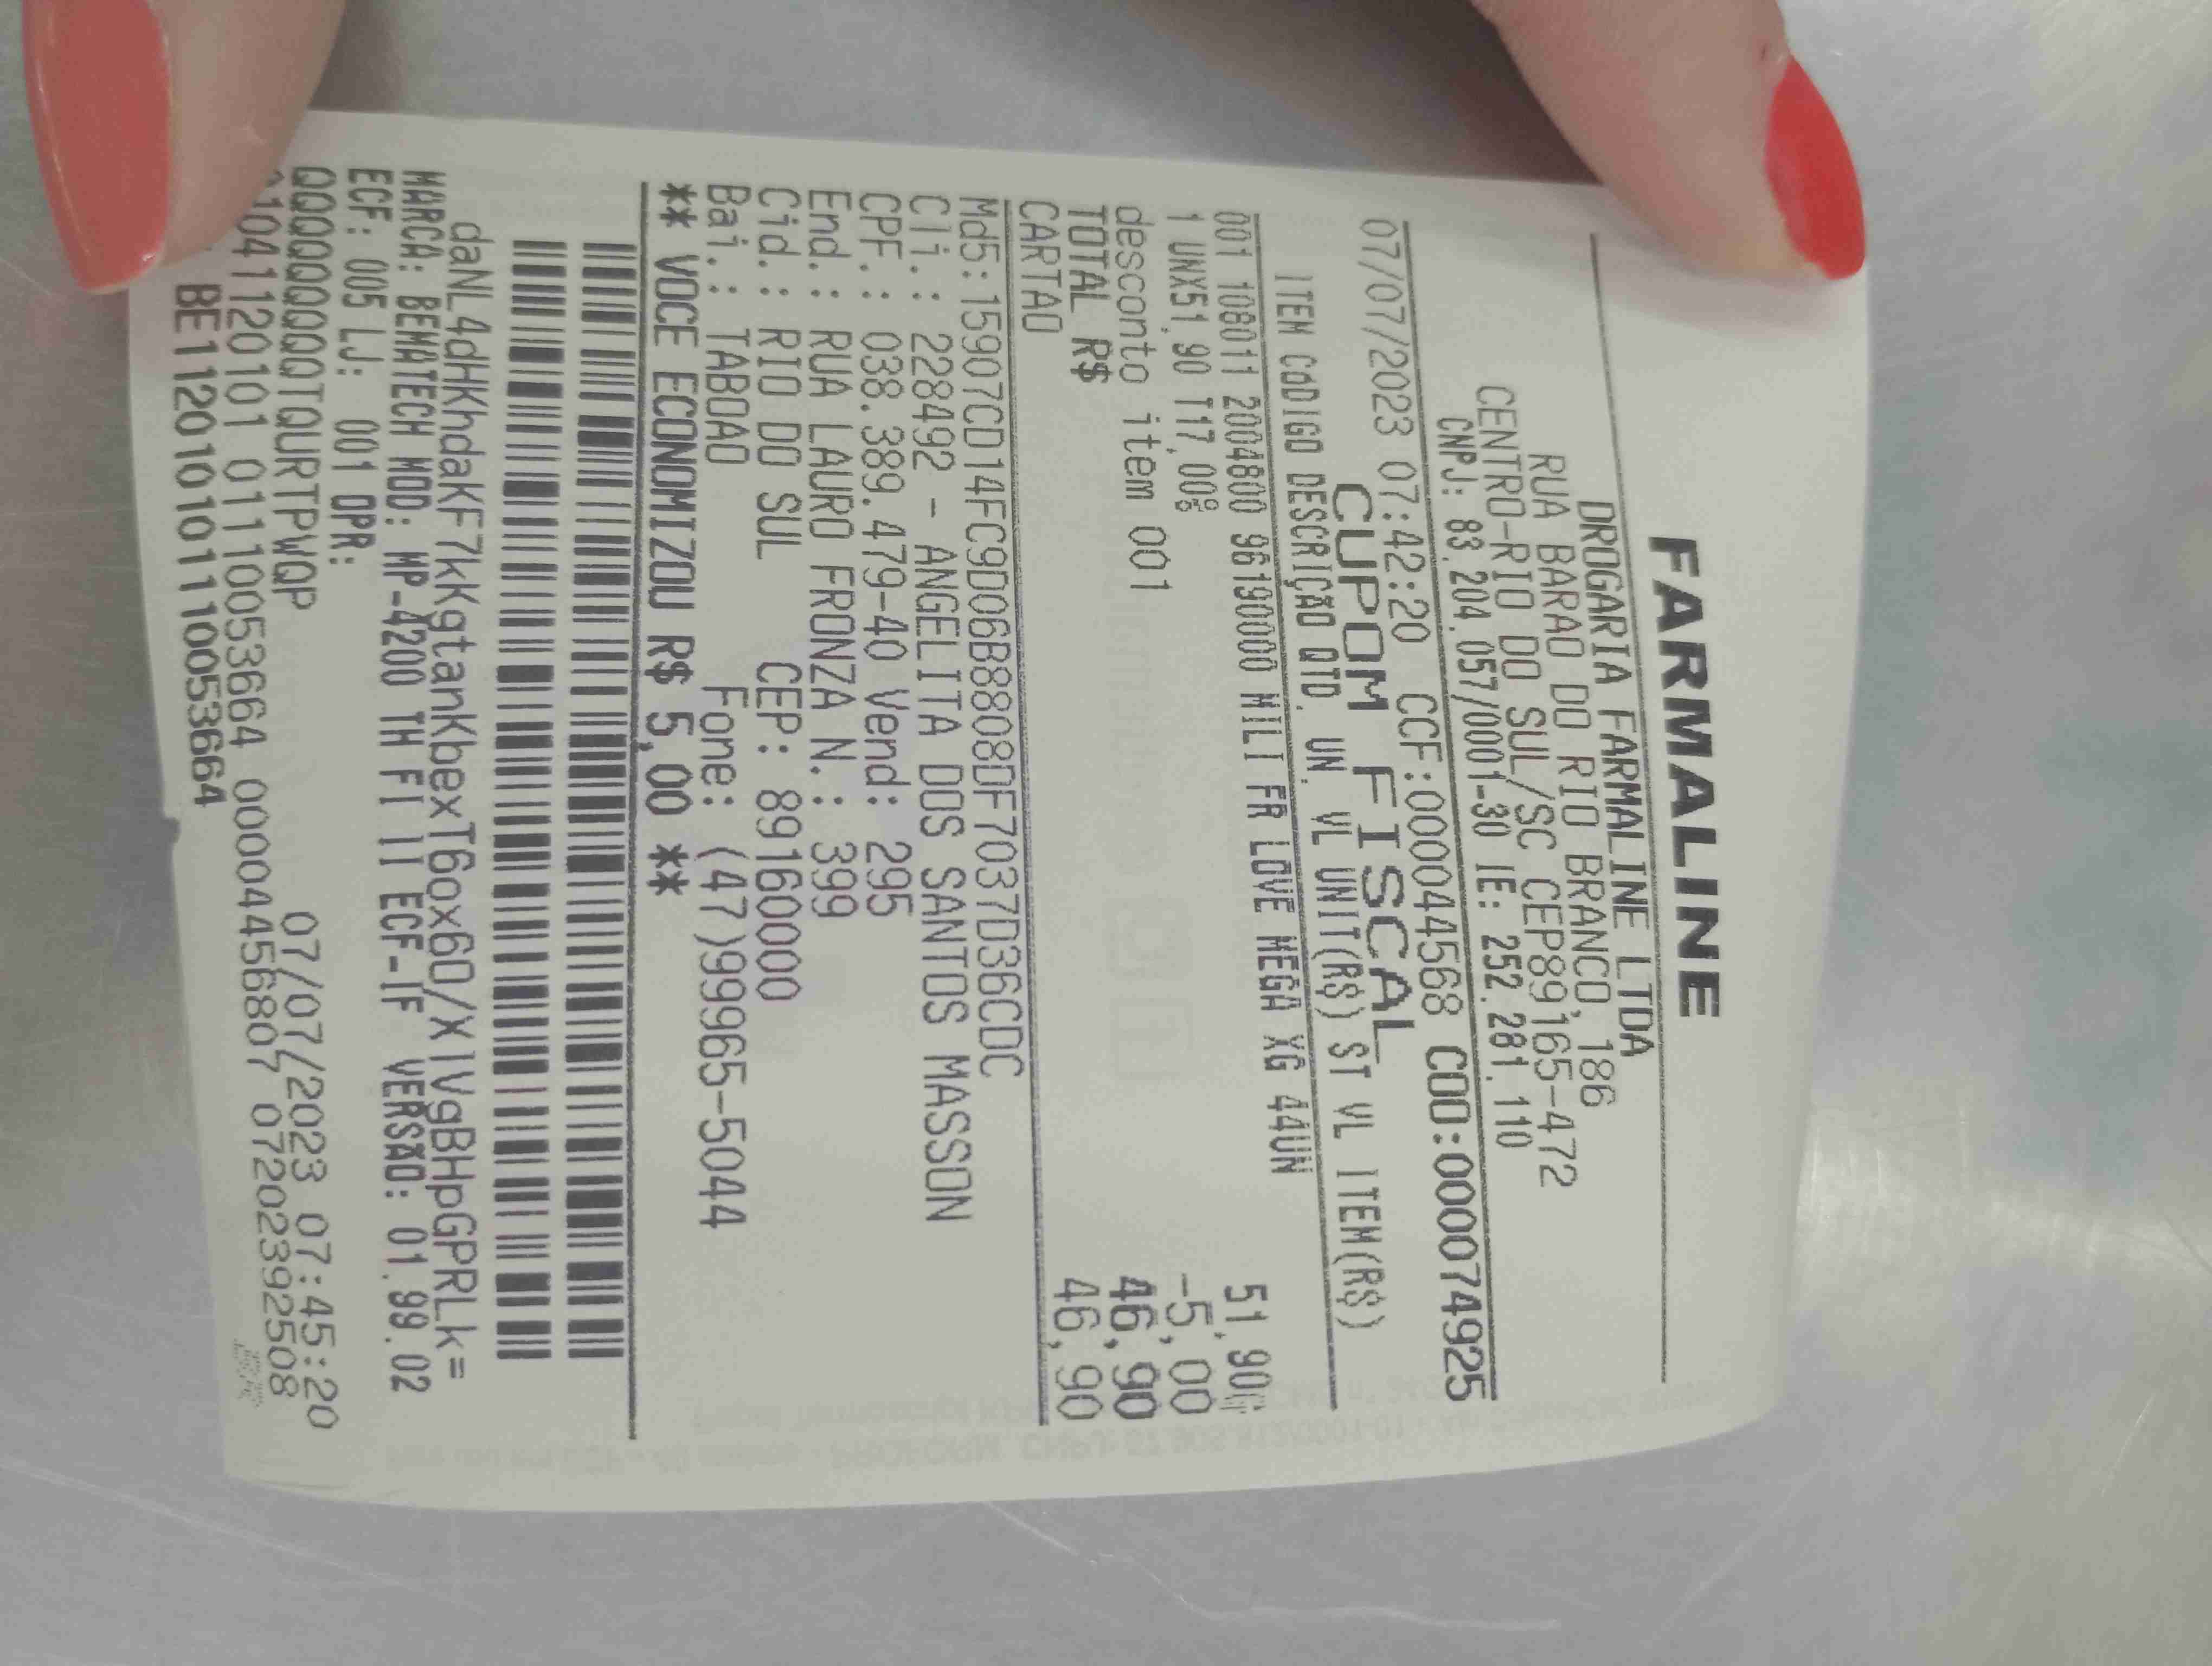 FARMALINE
DROGARIA FARMALINE LTDA
RUA BARAO DO RIO BRANCO, 186
CENTRO-RIO DO SUL/SC CEP89165-472
CNPJ: 83.204.057/0001-30 IE: 252.281.110
07/07/2023 07:42:20 CCF:000044568 COO:000074925
CUPOM FISCAL
ITEM CÓDIGO DESCRIÇÃO QTD. UN. VL UNIT(R$) ST VL ITEM(R$)
001 108011 2004800 96190000 MILI FR LOVE MEGA XG 44UN
1 UNX51,90 T17,00% 51,90G
desconto item 001 -5,00
TOTAL R$ 46,90
CARTAO 46,90
Md5:15907CD14FC9D06B8808DF7037D36CDC
Cli.: 228492 - ANGELITA DOS SANTOS MASSON
CPF.: 038.389.479-40 Vend: 295
End.: RUA LAURO FRONZA N.: 399
Cid.: RIO DO SUL CEP: 89160000
Bai.: TABOAO Fone: (47)99965-5044
** VOCE ECONOMIZOU R$ 5,00 **
daNL4dHKhdaKF7kKgtanKbexT6ox60/XIVgBHpGPRLk=
MARCA: BEMATECH MOD: MP-4200 TH FI II ECF-IF VERSÃO: 01.99.02
ECF: 005 LJ: 001 OPR:
QQQQQQQQQTQURTPWQP 07/07/2023 07:45:20
01110053664 00004456807 07202392508
BE112010101110053664 BR